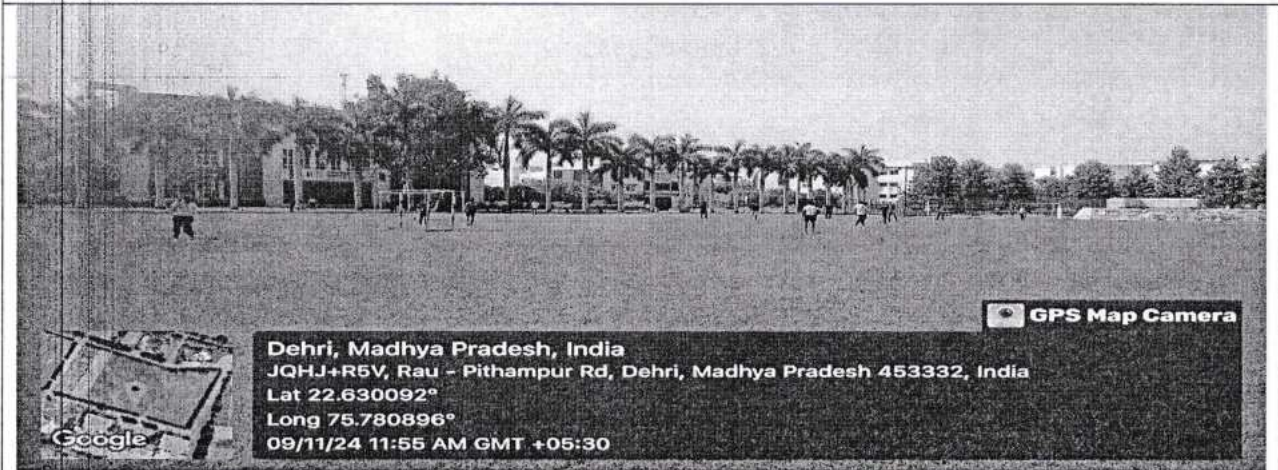 GPS Map Camera
Dehri, Madhya Pradesh, India
JQHJ+R5V, Rau - Pithampur Rd, Dehri, Madhya Pradesh 453332, India
Lat 22.630092°
Long 75.780896°
09/11/24 11:55 AM GMT +05:30
Google